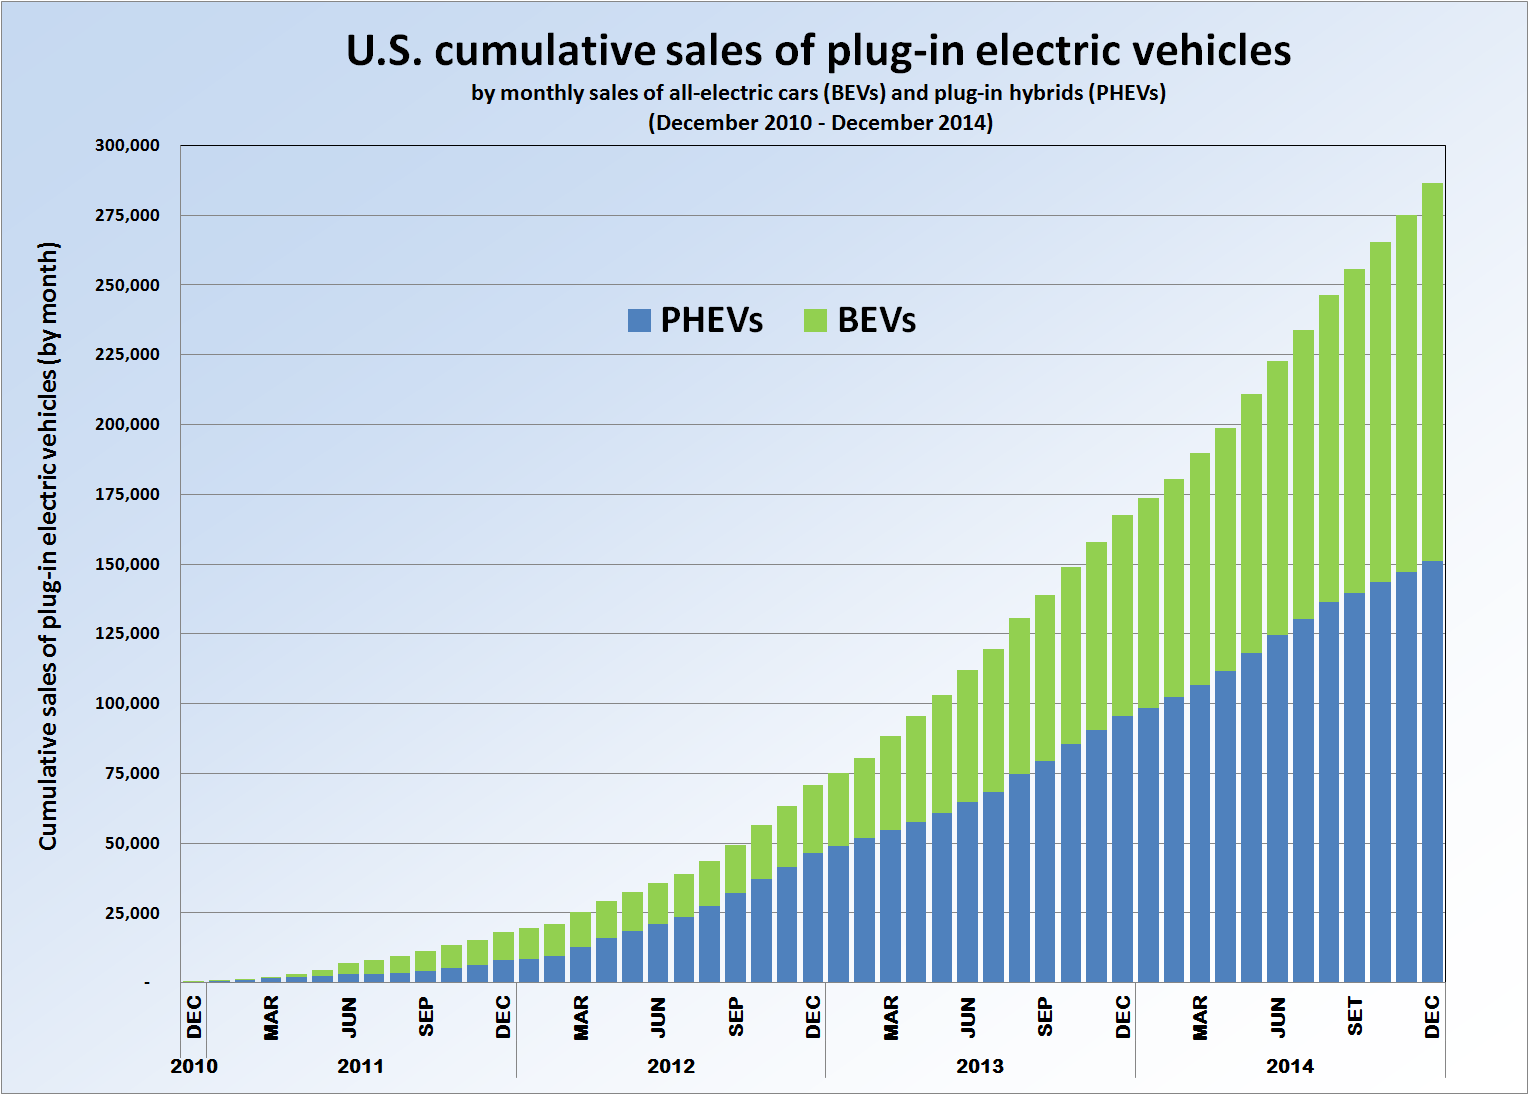 U.S. cumulative sales of plug-in electric vehicles
by monthly sales of all-electric cars (BEVs) and plug-in hybrids (PHEVs)
(December 2010 - December 2014)
Cumulative sales of plug-in electric vehicles (by month)
300,000
275,000
250,000
225,000
200,000
175,000
150,000
125,000
100,000
75,000
50,000
25,000
-
PHEVs BEVs
DEC MAR JUN SEP DEC MAR JUN SEP DEC MAR JUN SEP DEC MAR JUN SET DEC
2010 2011 2012 2013 2014